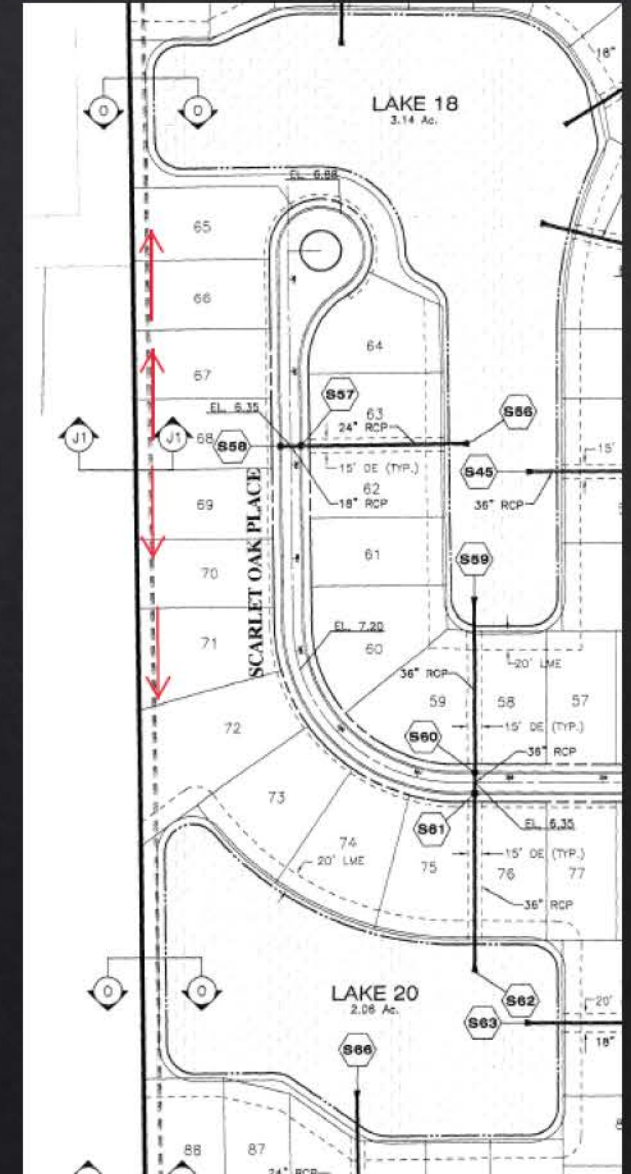 18"
LAKE 18
3.14 Ac.
O
O
EL. 6.88
65
66
64
67
S57
EL. 6.35
63
S56
24" RCP
J1
J1
68
S58
15' DE (TYP.)
S45
15'
62
18" RCP
36" RCP
69
SCARLET OAK PLACE
61
S59
70
EL. 7.20
71
60
20' LME
36" RCP
59
58
57
72
15' DE (TYP.)
S60
36" RCP
73
S61
EL. 6.35
74
75
76
77
15' DE (TYP.)
20' LME
36" RCP
O
O
LAKE 20
2.06 Ac.
S62
20'
S63
18"
S66
88
87
24" RCP